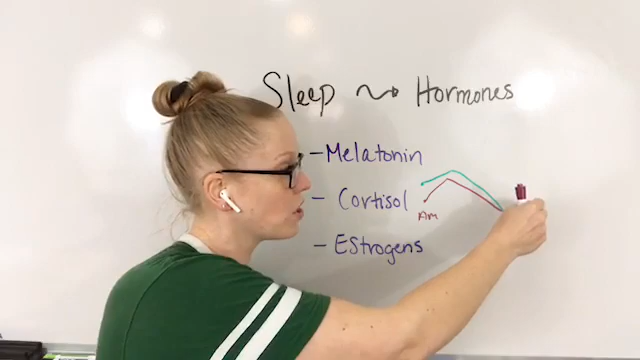 Sleep ~> Hormones
- Melatonin
- Cortisol
Am
- Estrogens